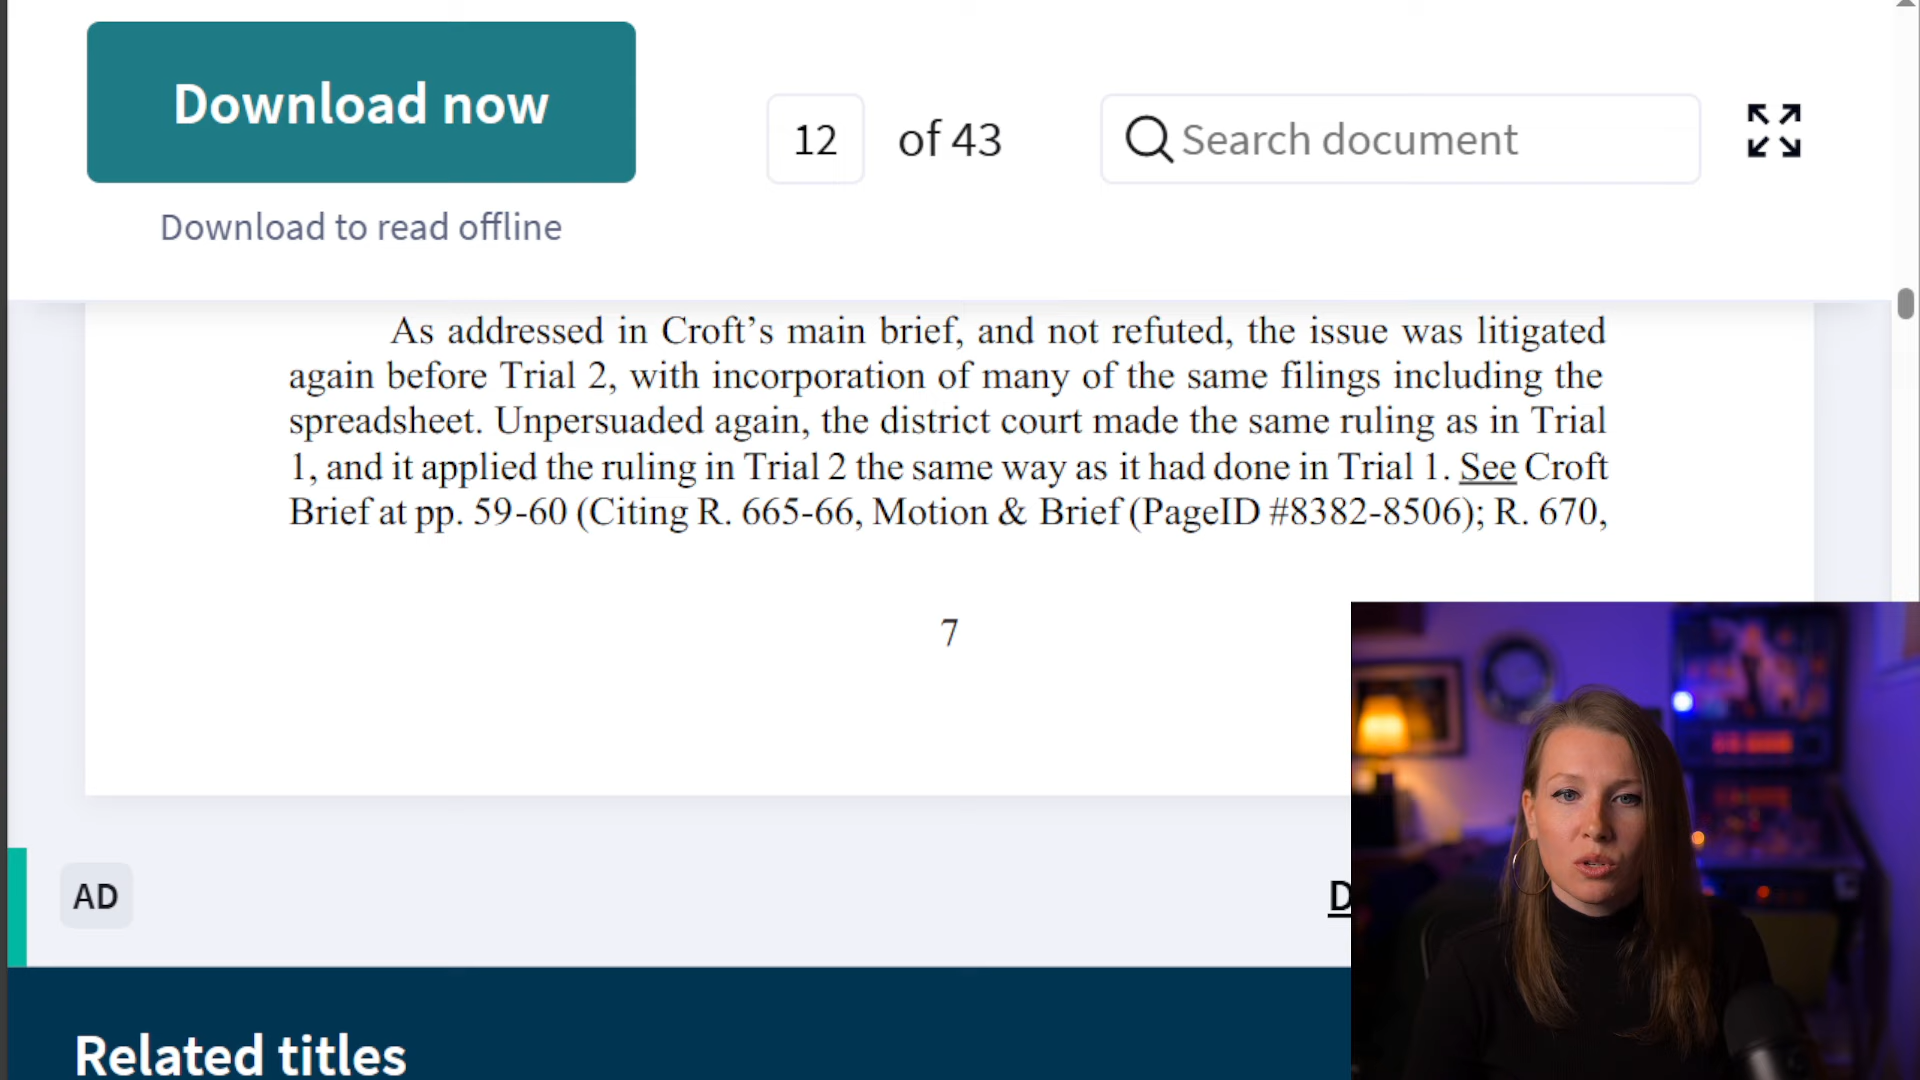 Download now
12 of 43
Search document
Download to read offline
As addressed in Croft’s main brief, and not refuted, the issue was litigated
again before Trial 2, with incorporation of many of the same filings including the
spreadsheet. Unpersuaded again, the district court made the same ruling as in Trial
1, and it applied the ruling in Trial 2 the same way as it had done in Trial 1. See Croft
Brief at pp. 59-60 (Citing R. 665-66, Motion & Brief (PageID #8382-8506); R. 670,
7
AD
Related titles